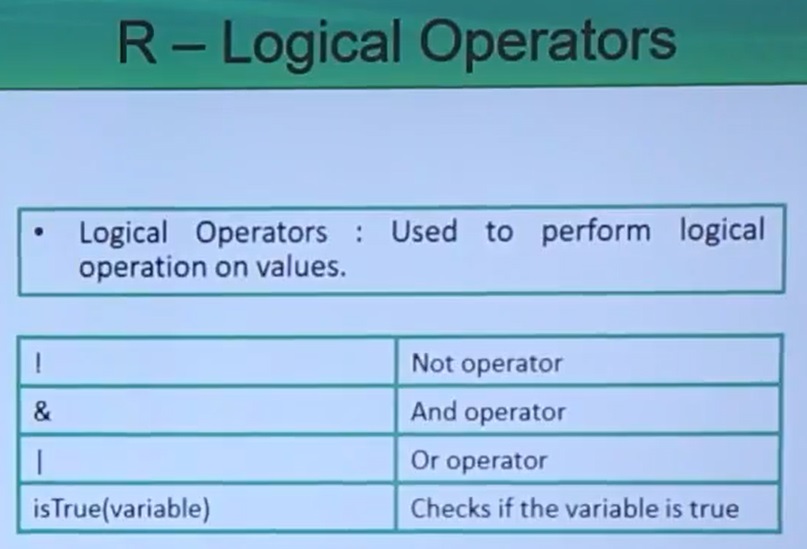 R – Logical Operators
• Logical Operators : Used to perform logical
operation on values.
! Not operator
& And operator
| Or operator
isTrue(variable) Checks if the variable is true